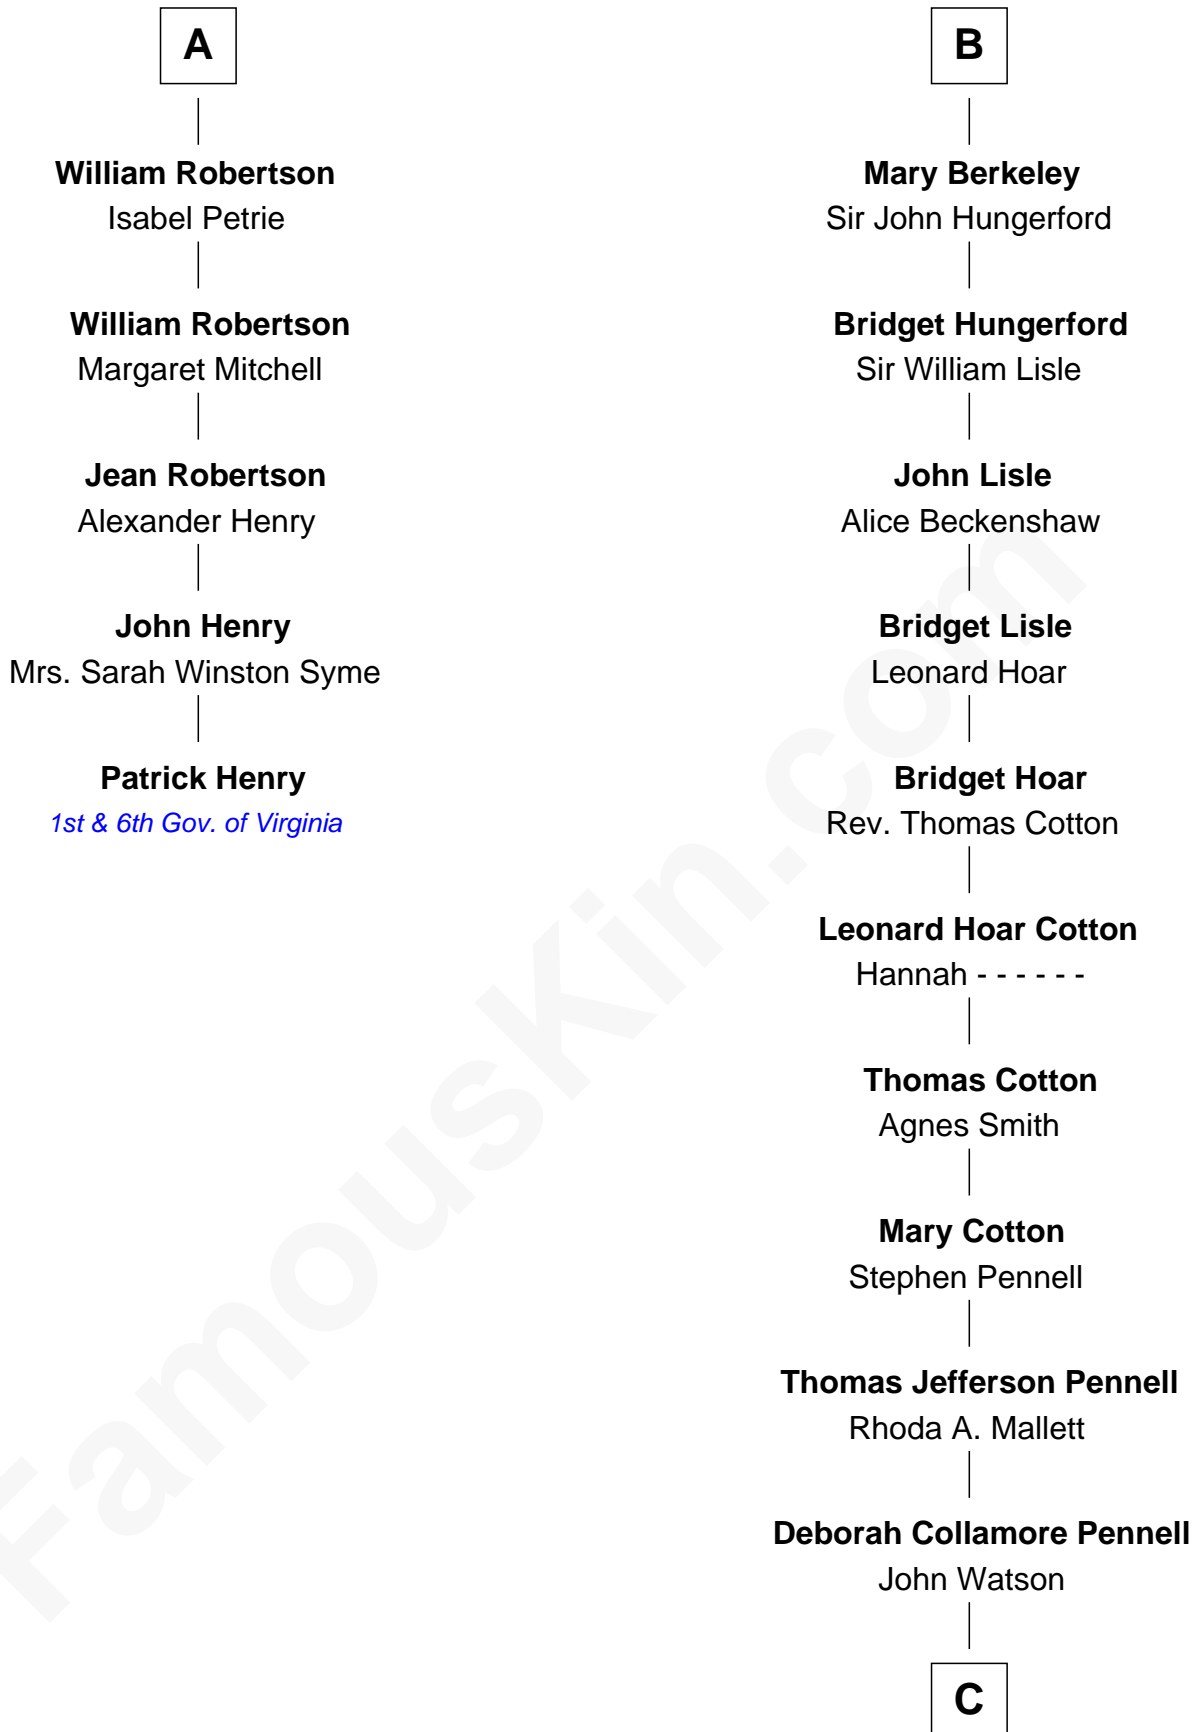 A
William Robertson
Isabel Petrie
William Robertson
Margaret Mitchell
Jean Robertson
Alexander Henry
John Henry
Mrs. Sarah Winston Syme
Patrick Henry
1st & 6th Gov. of Virginia
B
Mary Berkeley
Sir John Hungerford
Bridget Hungerford
Sir William Lisle
John Lisle
Alice Beckenshaw
Bridget Lisle
Leonard Hoar
Bridget Hoar
Rev. Thomas Cotton
Leonard Hoar Cotton
Hannah - - - - - -
Thomas Cotton
Agnes Smith
Mary Cotton
Stephen Pennell
Thomas Jefferson Pennell
Rhoda A. Mallett
Deborah Collamore Pennell
John Watson
C
FamousKin.com